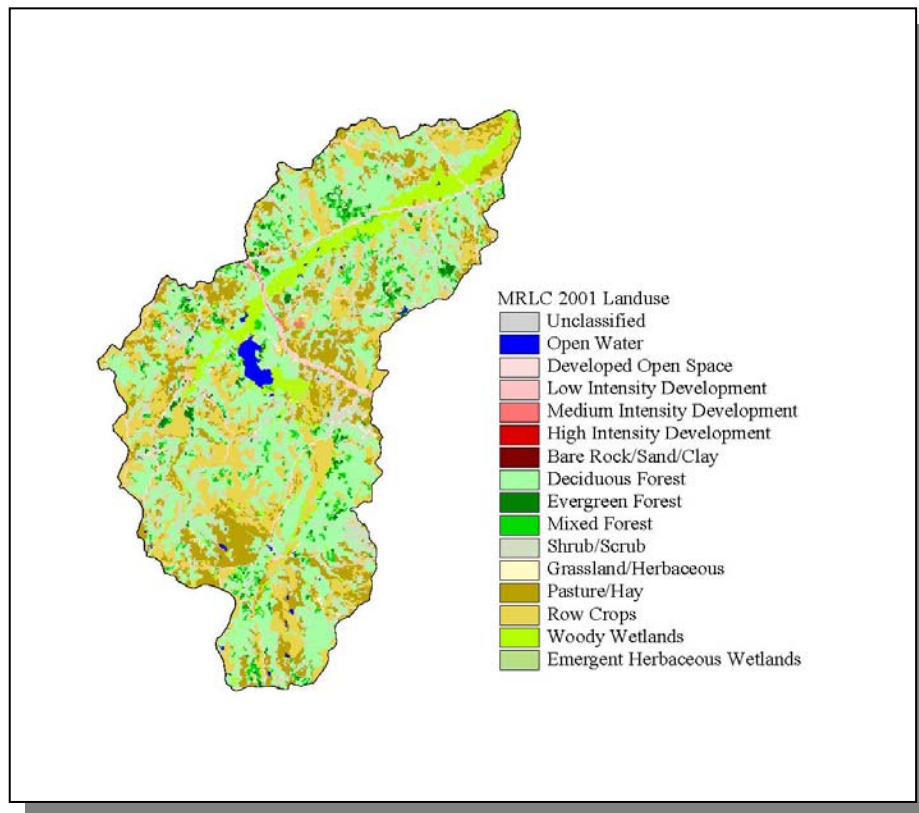 MRLC 2001 Landuse
Unclassified
Open Water
Developed Open Space
Low Intensity Development
Medium Intensity Development
High Intensity Development
Bare Rock/Sand/Clay
Deciduous Forest
Evergreen Forest
Mixed Forest
Shrub/Scrub
Grassland/Herbaceous
Pasture/Hay
Row Crops
Woody Wetlands
Emergent Herbaceous Wetlands